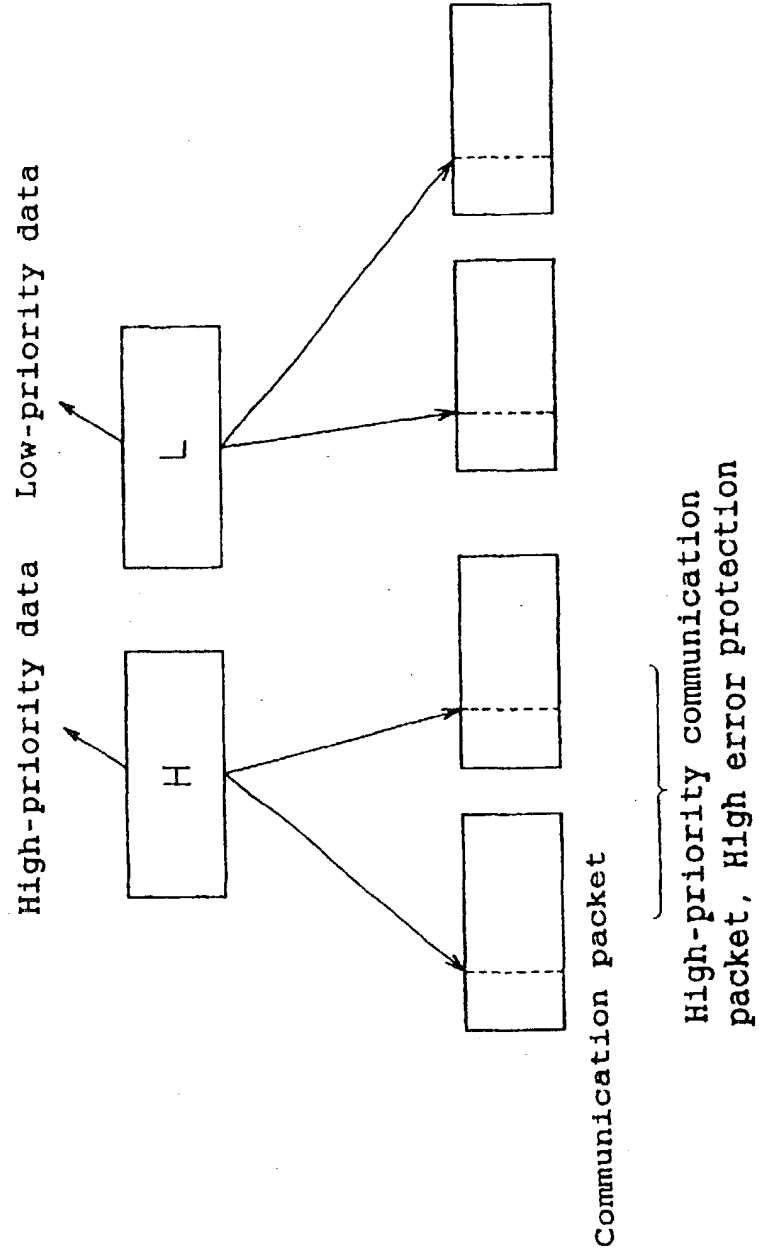 High-priority data
Low-priority data
H
L
Communication packet
High-priority communication
packet, High error protection